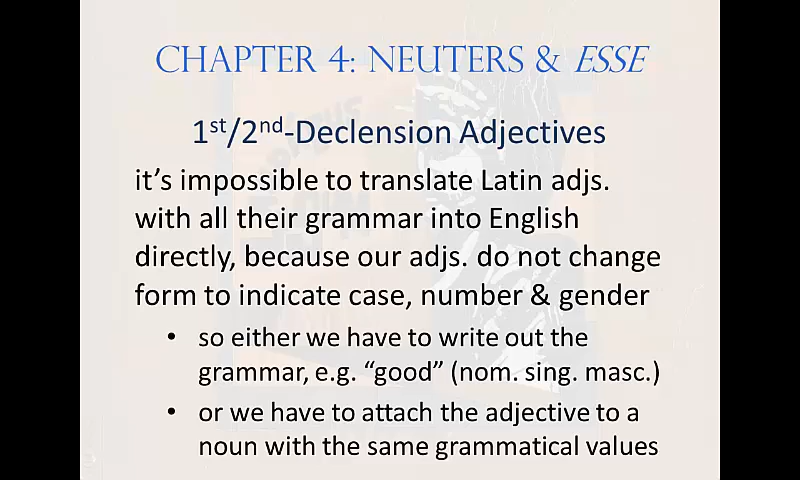 CHAPTER 4: NEUTERS & ESSE
1st/2nd-Declension Adjectives
it’s impossible to translate Latin adjs.
with all their grammar into English
directly, because our adjs. do not change
form to indicate case, number & gender
• so either we have to write out the
grammar, e.g. “good” (nom. sing. masc.)
• or we have to attach the adjective to a
noun with the same grammatical values